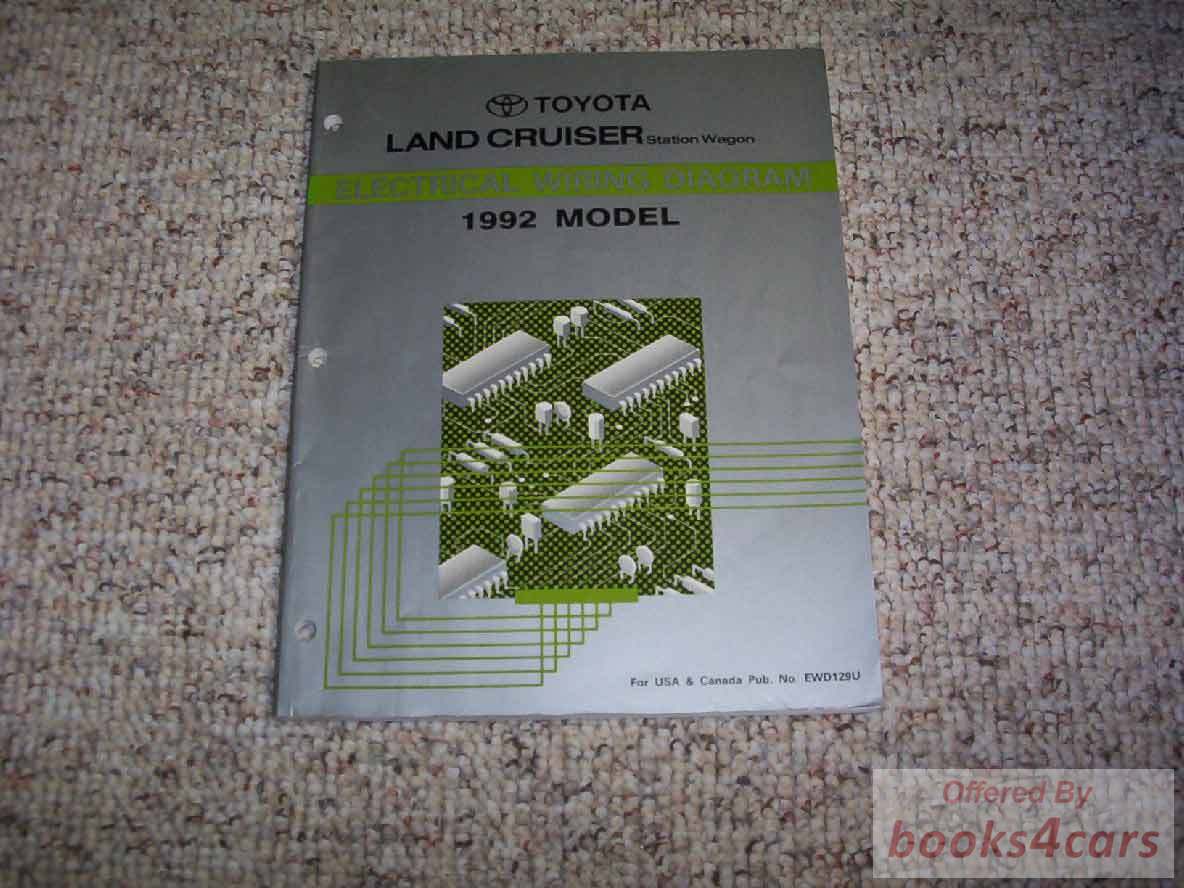 TOYOTA
LAND CRUISER Station Wagon
ELECTRICAL WIRING DIAGRAM
1992 MODEL
For USA & Canada Pub. No. EWD129U
Offered By
books4cars